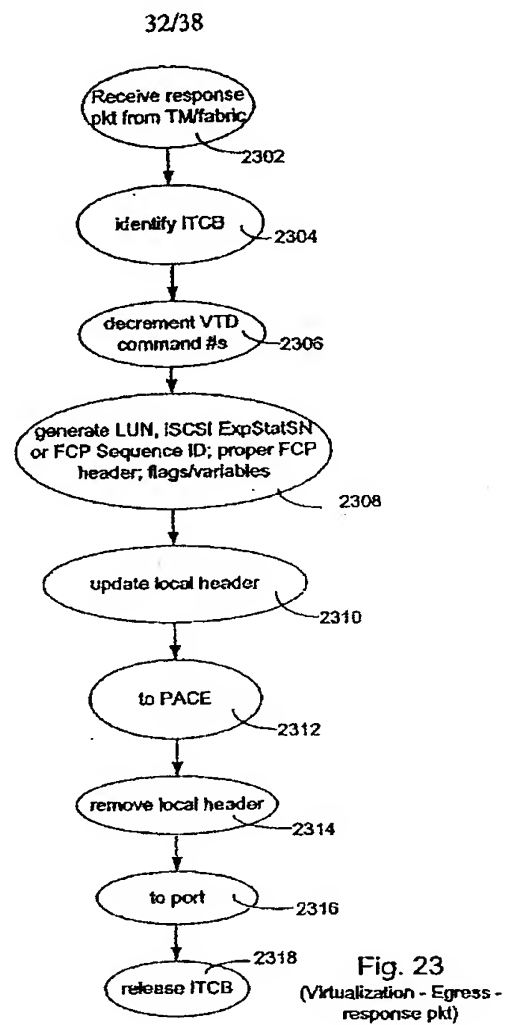 32/38
Receive response
pkt from TM/fabric
2302
identify ITCB
2304
decrement VTD
command #s
2306
generate LUN, iSCSI ExpStatSN
or FCP Sequence ID; proper FCP
header; flags/variables
2308
update local header
2310
to PACE
2312
remove local header
2314
to port
2316
2318
release ITCB
Fig. 23
(Virtualization - Egress -
response pkt)